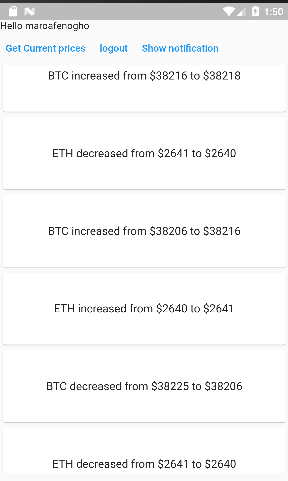 1:50
Hello maroafenogho
Get Current prices logout Show notification
BTC increased from $38216 to $38218
ETH decreased from $2641 to $2640
BTC increased from $38206 to $38216
ETH increased from $2640 to $2641
BTC decreased from $38225 to $38206
ETH decreased from $2641 to $2640